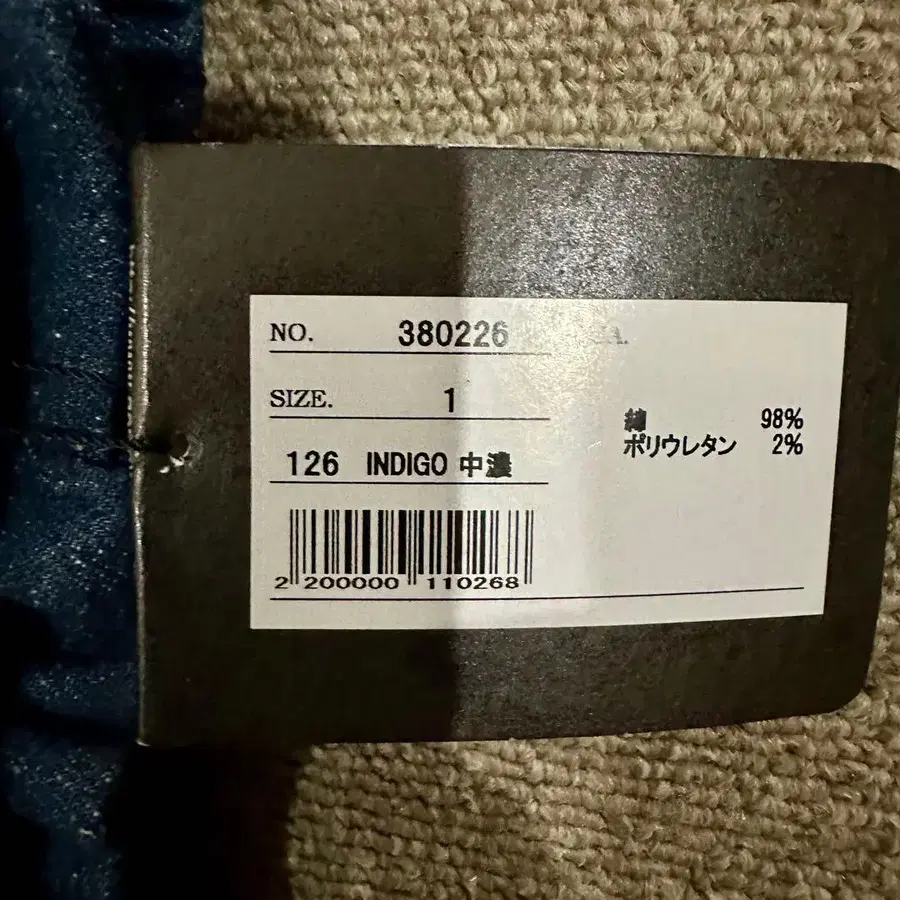 NO. 380226
SIZE. 1
126 INDIGO 中濃
2 200000 110268
綿 98%
ポリウレタン 2%